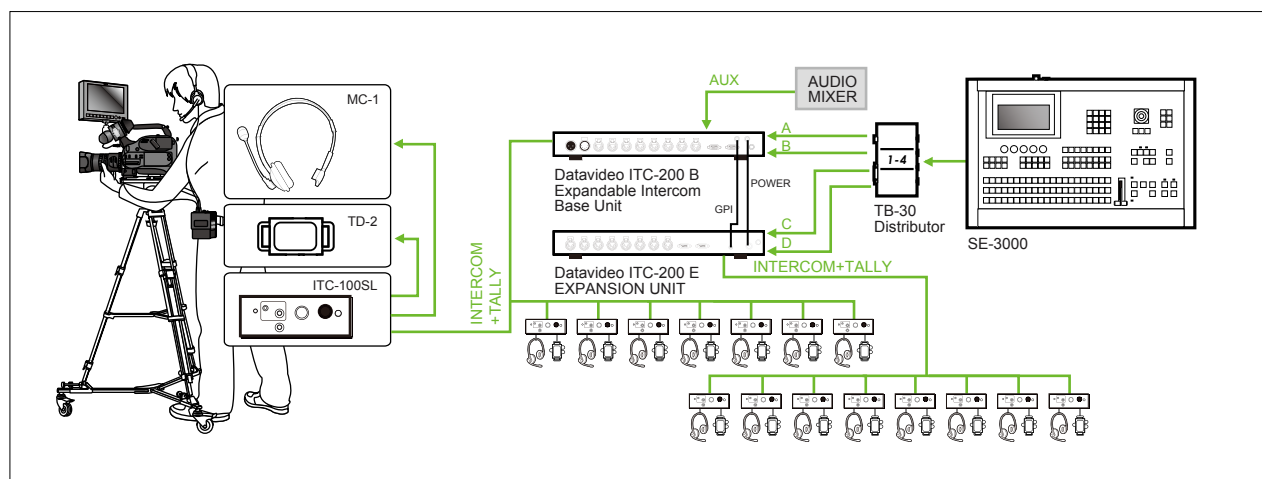 MC-1
TD-2
ITC-100SL
INTERCOM
+TALLY
AUX
AUDIO
MIXER
A
B
Datavideo ITC-200 B
Expandable Intercom
Base Unit
POWER
GPI
C
D
Datavideo ITC-200 E
EXPANSION UNIT
INTERCOM+TALLY
1-4
TB-30
Distributor
SE-3000